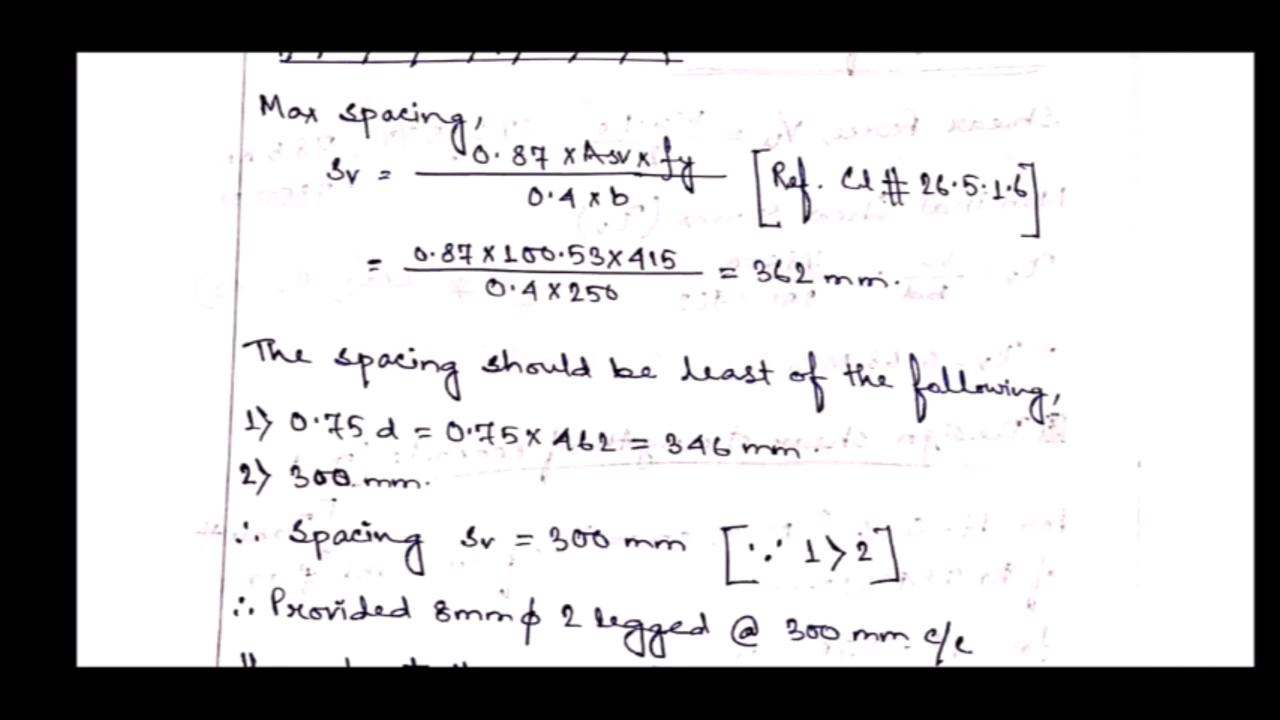 Max spacing,
Sv = 0.87 x Asv x fy / 0.4 x b [Ref. Cl # 26.5.1.6]
= 0.87 x 100.53 x 415 / 0.4 x 250 = 362 mm.
The spacing should be least of the following,
1) 0.75 d = 0.75 x 462 = 346 mm.
2) 300 mm.
∴ Spacing Sv = 300 mm [∵ 1 > 2]
∴ Provided 8mm ϕ 2 legged @ 300 mm c/c